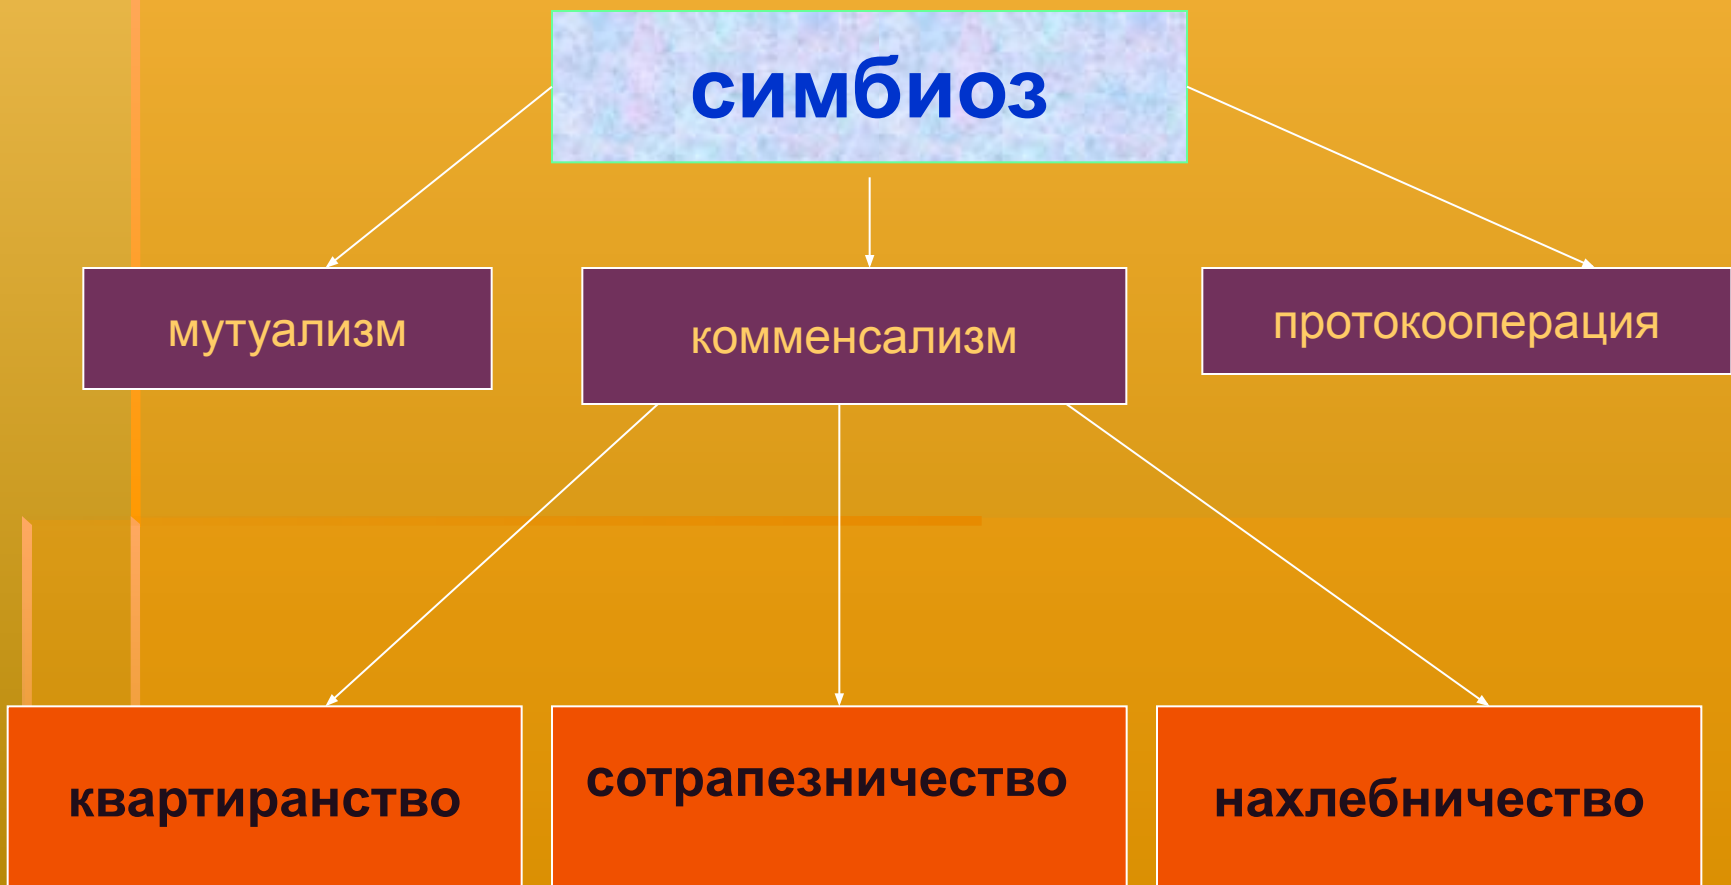 симбиоз
мутуализм
комменсализм
протокооперация
квартиранство
сотрапезничество
нахлебничество